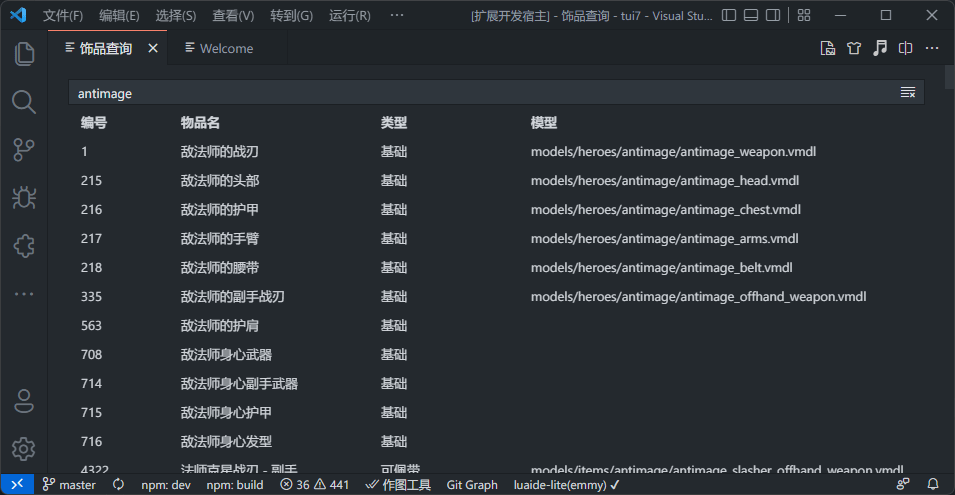 文件(F) 编辑(E) 选择(S) 查看(V) 转到(G) 运行(R) ··· [扩展开发宿主] - 饰品查询 - tui7 - Visual Stu...
饰品查询 Welcome
antimage
编号 物品名 类型 模型
1 敌法师的战刃 基础 models/heroes/antimage/antimage_weapon.vmdl
215 敌法师的头部 基础 models/heroes/antimage/antimage_head.vmdl
216 敌法师的护甲 基础 models/heroes/antimage/antimage_chest.vmdl
217 敌法师的手臂 基础 models/heroes/antimage/antimage_arms.vmdl
218 敌法师的腰带 基础 models/heroes/antimage/antimage_belt.vmdl
335 敌法师的副手战刃 基础 models/heroes/antimage/antimage_offhand_weapon.vmdl
563 敌法师的护肩 基础
708 敌法师身心武器 基础
714 敌法师身心副手武器 基础
715 敌法师身心护甲 基础
716 敌法师身心发型 基础
4322 法师克星战刃 - 副手 可佩带 models/items/antimage/antimage_slasher_offhand_weapon.vmdl
master npm: dev npm: build 36 441 作图工具 Git Graph luaide-lite(emmy) ✓